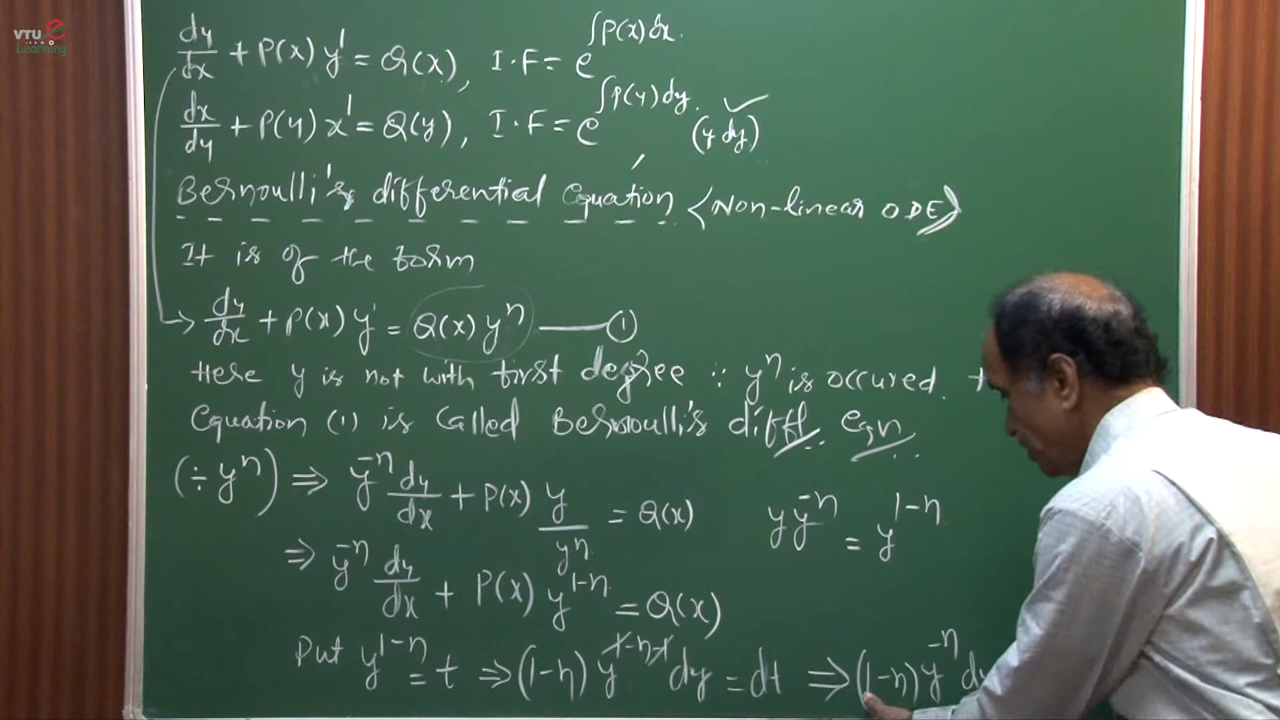 VTU e Learning
dy/dx + P(x) y¹ = Q(x), I.F = e^∫P(x)dx.
dx/dy + P(y) x¹ = Q(y), I.F = e^∫P(y)dy. (y dy) ✓
Bernoulli's differential Equation <Non-linear ODE>
It is of the form
→ dy/dx + P(x) y¹ = Q(x) yⁿ —— ①
Here y is not with first degree ∵ yⁿ is occured.
Equation (1) is called Bernoulli's diffl. Eqn.
(÷ yⁿ) ⇒ y⁻ⁿ dy/dx + P(x) y/yⁿ = Q(x) y y⁻ⁿ = y¹⁻ⁿ
⇒ y⁻ⁿ dy/dx + P(x) y¹⁻ⁿ = Q(x)
Put y¹⁻ⁿ = t ⇒ (1-n) y^(1-n-1) dy = dt ⇒ (1-n) y⁻ⁿ dy